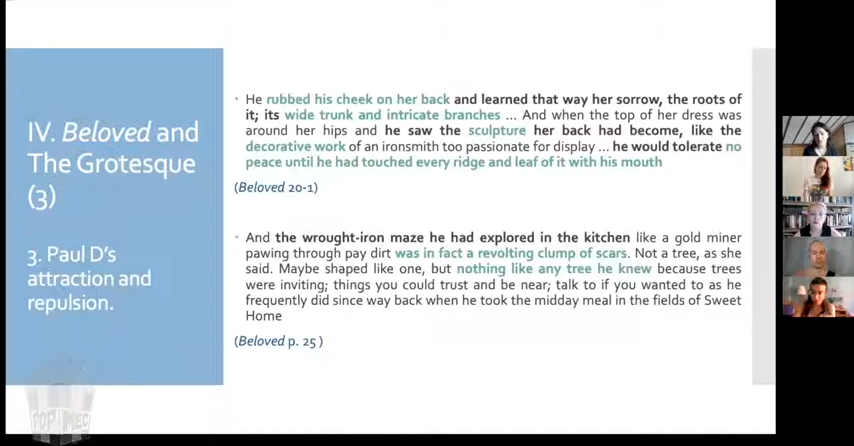 IV. Beloved and
The Grotesque
(3)
3. Paul D's
attraction and
repulsion.
• He rubbed his cheek on her back and learned that way her sorrow, the roots of
it; its wide trunk and intricate branches ... And when the top of her dress was
around her hips and he saw the sculpture her back had become, like the
decorative work of an ironsmith too passionate for display ... he would tolerate no
peace until he had touched every ridge and leaf of it with his mouth
(Beloved 20-1)
• And the wrought-iron maze he had explored in the kitchen like a gold miner
pawing through pay dirt was in fact a revolting clump of scars. Not a tree, as she
said. Maybe shaped like one, but nothing like any tree he knew because trees
were inviting; things you could trust and be near; talk to if you wanted to as he
frequently did since way back when he took the midday meal in the fields of Sweet
Home
(Beloved p. 25 )
POP MEC